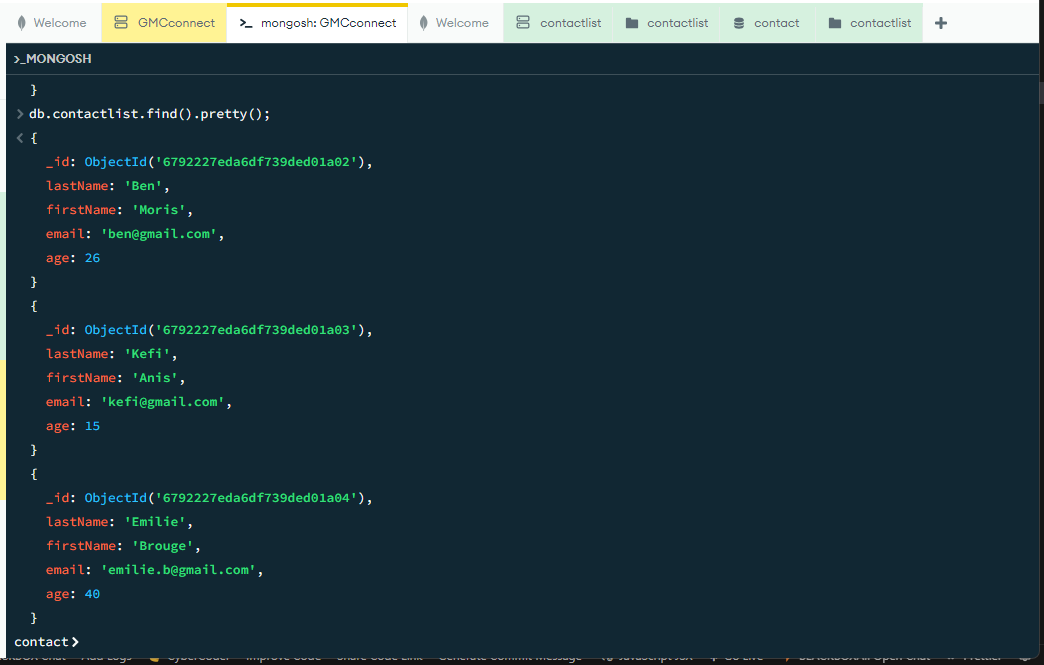 Welcome GMCconnect >_ mongosh: GMCconnect Welcome contactlist contactlist contact contactlist +
>_MONGOSH
}
> db.contactlist.find().pretty();
< {
_id: ObjectId('6792227eda6df739ded01a02'),
lastName: 'Ben',
firstName: 'Moris',
email: 'ben@gmail.com',
age: 26
}
{
_id: ObjectId('6792227eda6df739ded01a03'),
lastName: 'Kefi',
firstName: 'Anis',
email: 'kefi@gmail.com',
age: 15
}
{
_id: ObjectId('6792227eda6df739ded01a04'),
lastName: 'Emilie',
firstName: 'Brouge',
email: 'emilie.b@gmail.com',
age: 40
}
contact >